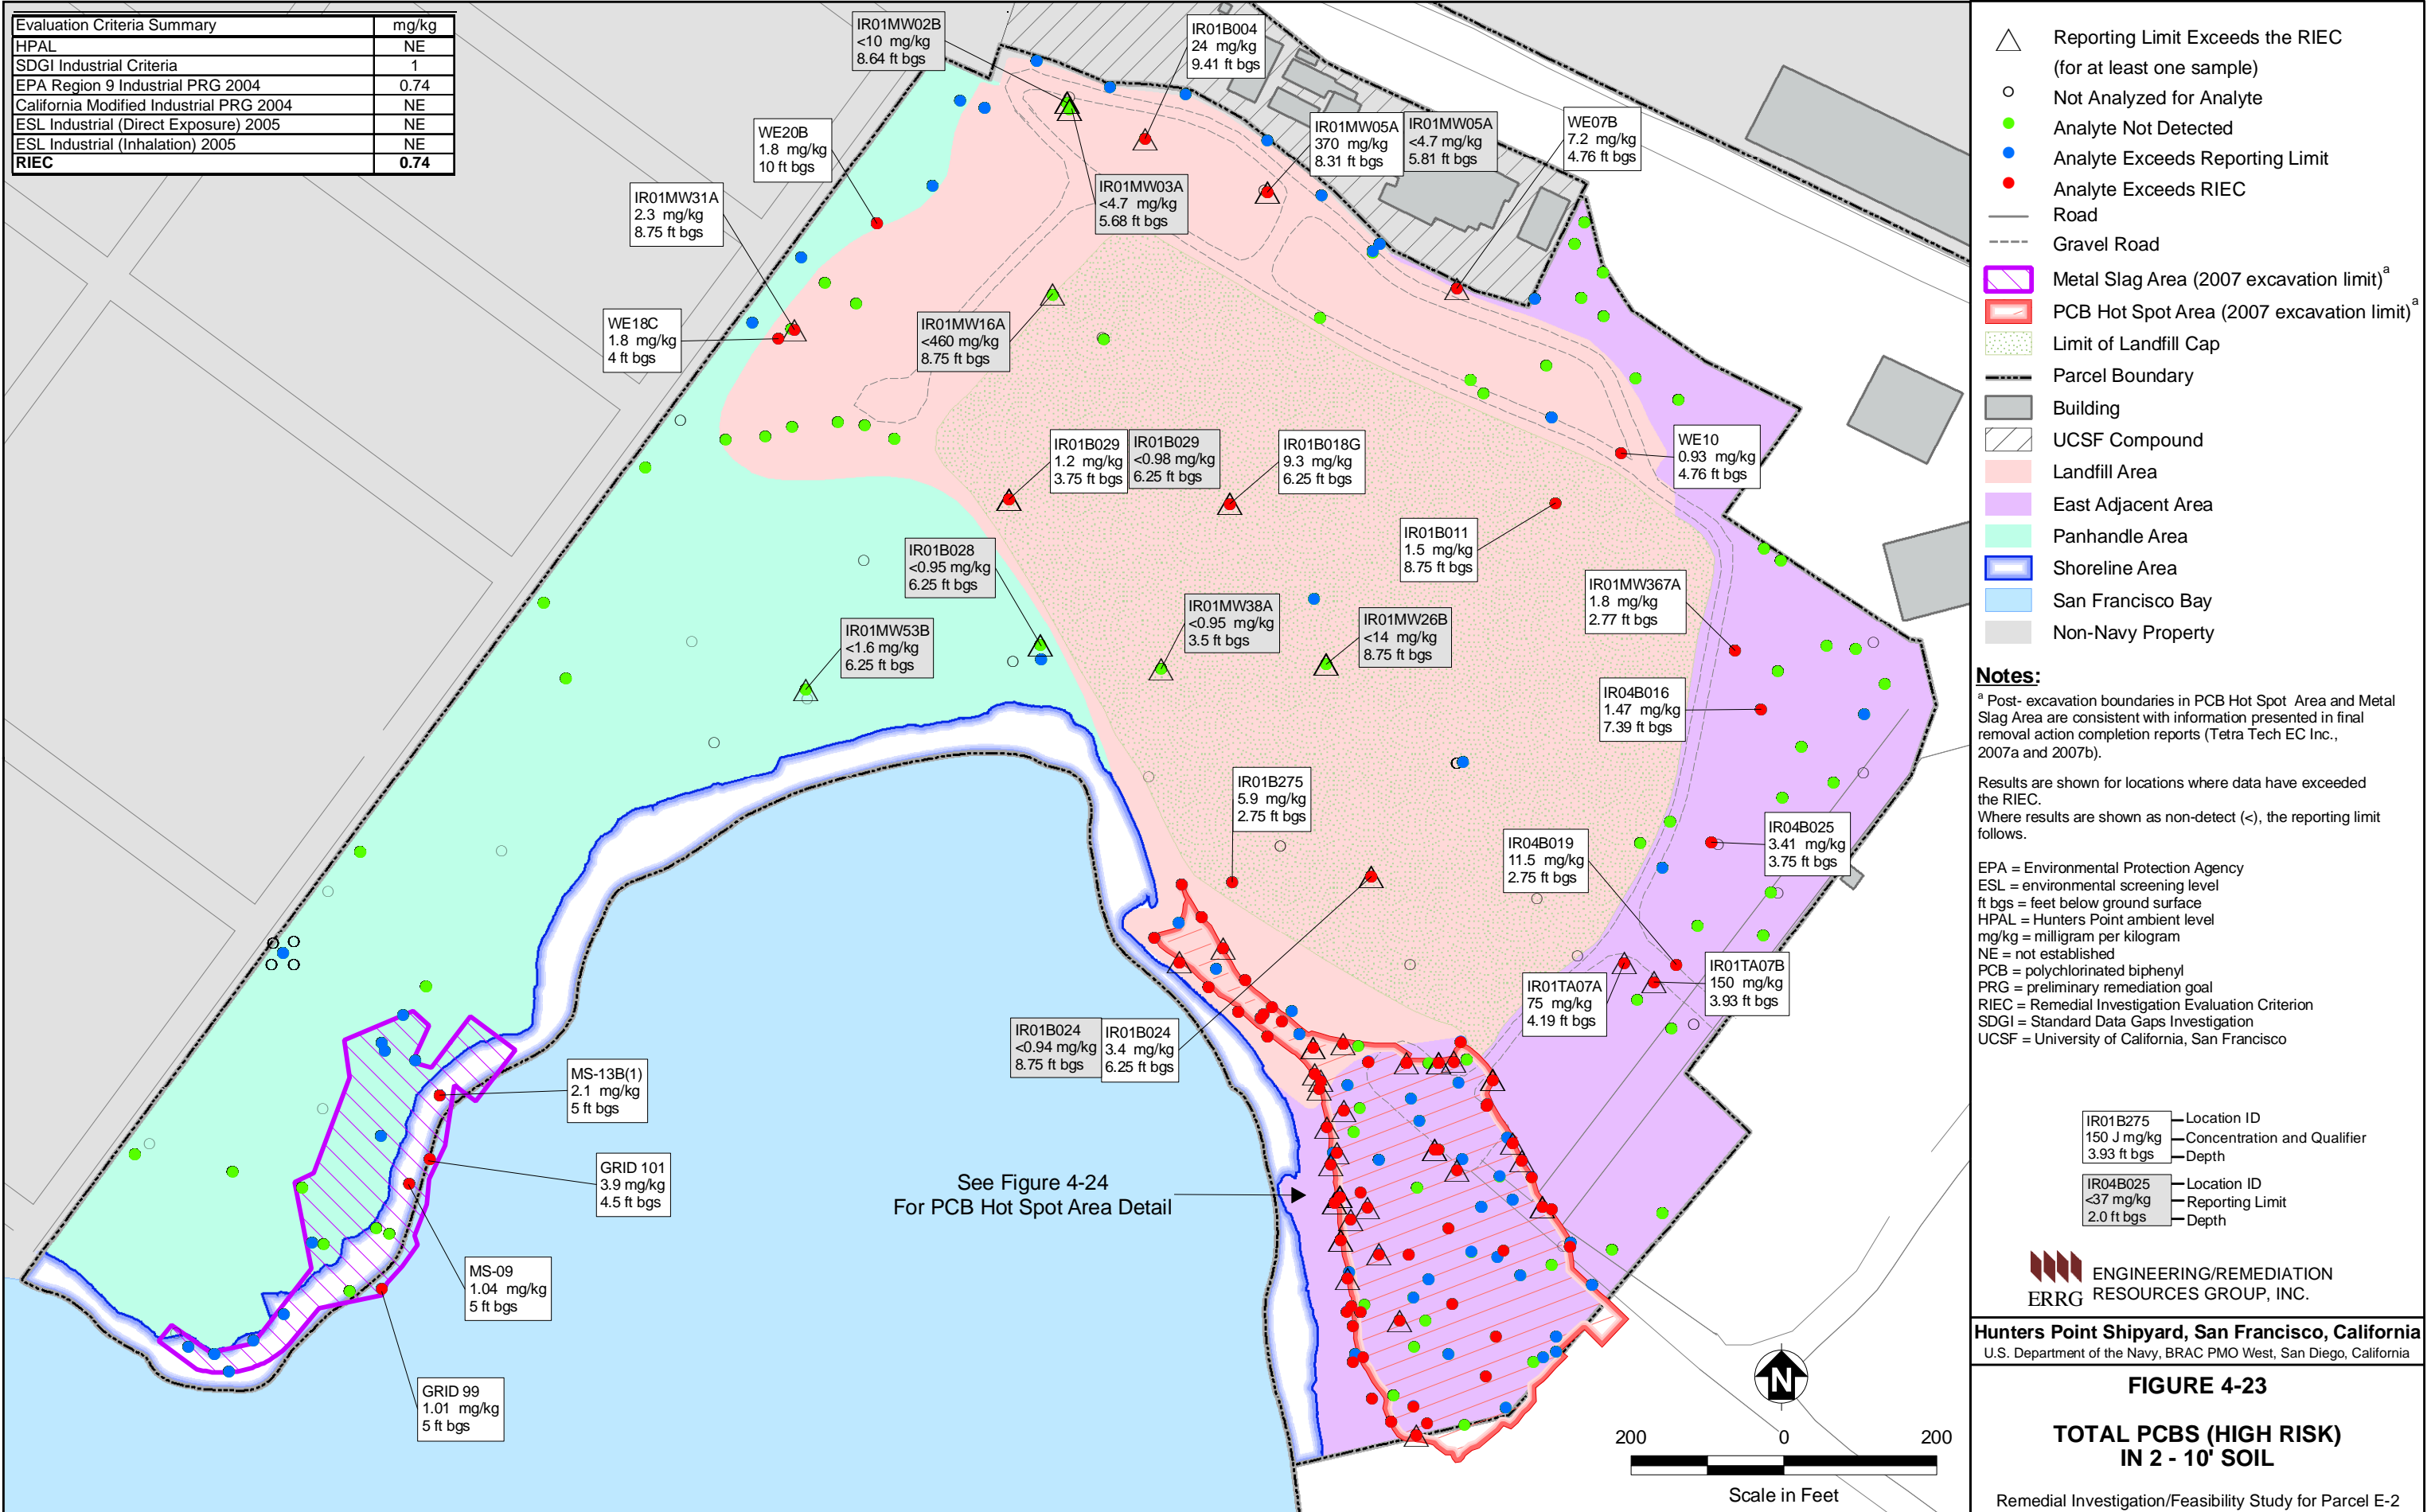 Evaluation Criteria Summary mg/kg
HPAL NE
SDGI Industrial Criteria 1
EPA Region 9 Industrial PRG 2004 0.74
California Modified Industrial PRG 2004 NE
ESL Industrial (Direct Exposure) 2005 NE
ESL Industrial (Inhalation) 2005 NE
RIEC 0.74
IR01MW02B
<10 mg/kg
8.64 ft bgs
IR01B004
24 mg/kg
9.41 ft bgs
WE20B
1.8 mg/kg
10 ft bgs
IR01MW05A
370 mg/kg
8.31 ft bgs
IR01MW05A
<4.7 mg/kg
5.81 ft bgs
WE07B
7.2 mg/kg
4.76 ft bgs
IR01MW31A
2.3 mg/kg
8.75 ft bgs
IR01MW03A
<4.7 mg/kg
5.68 ft bgs
WE18C
1.8 mg/kg
4 ft bgs
IR01MW16A
<460 mg/kg
8.75 ft bgs
IR01B029
1.2 mg/kg
3.75 ft bgs
IR01B029
<0.98 mg/kg
6.25 ft bgs
IR01B018G
9.3 mg/kg
6.25 ft bgs
WE10
0.93 mg/kg
4.76 ft bgs
IR01B011
1.5 mg/kg
8.75 ft bgs
IR01B028
<0.95 mg/kg
6.25 ft bgs
IR01MW367A
1.8 mg/kg
2.77 ft bgs
IR01MW53B
<1.6 mg/kg
6.25 ft bgs
IR01MW38A
<0.95 mg/kg
3.5 ft bgs
IR01MW26B
<14 mg/kg
8.75 ft bgs
IR04B016
1.47 mg/kg
7.39 ft bgs
IR01B275
5.9 mg/kg
2.75 ft bgs
IR04B019
11.5 mg/kg
2.75 ft bgs
IR04B025
3.41 mg/kg
3.75 ft bgs
IR01TA07A
75 mg/kg
4.19 ft bgs
IR01TA07B
150 mg/kg
3.93 ft bgs
IR01B024
<0.94 mg/kg
8.75 ft bgs
IR01B024
3.4 mg/kg
6.25 ft bgs
MS-13B(1)
2.1 mg/kg
5 ft bgs
GRID 101
3.9 mg/kg
4.5 ft bgs
MS-09
1.04 mg/kg
5 ft bgs
GRID 99
1.01 mg/kg
5 ft bgs
See Figure 4-24
For PCB Hot Spot Area Detail
N
200 0 200
Scale in Feet
Reporting Limit Exceeds the RIEC
(for at least one sample)
Not Analyzed for Analyte
Analyte Not Detected
Analyte Exceeds Reporting Limit
Analyte Exceeds RIEC
Road
Gravel Road
Metal Slag Area (2007 excavation limit)a
PCB Hot Spot Area (2007 excavation limit)a
Limit of Landfill Cap
Parcel Boundary
Building
UCSF Compound
Landfill Area
East Adjacent Area
Panhandle Area
Shoreline Area
San Francisco Bay
Non-Navy Property
Notes:
a Post- excavation boundaries in PCB Hot Spot Area and Metal
Slag Area are consistent with information presented in final
removal action completion reports (Tetra Tech EC Inc.,
2007a and 2007b).
Results are shown for locations where data have exceeded
the RIEC.
Where results are shown as non-detect (<), the reporting limit
follows.
EPA = Environmental Protection Agency
ESL = environmental screening level
ft bgs = feet below ground surface
HPAL = Hunters Point ambient level
mg/kg = milligram per kilogram
NE = not established
PCB = polychlorinated biphenyl
PRG = preliminary remediation goal
RIEC = Remedial Investigation Evaluation Criterion
SDGI = Standard Data Gaps Investigation
UCSF = University of California, San Francisco
IR01B275 Location ID
150 J mg/kg Concentration and Qualifier
3.93 ft bgs Depth
IR04B025 Location ID
<37 mg/kg Reporting Limit
2.0 ft bgs Depth
ERRG
ENGINEERING/REMEDIATION
RESOURCES GROUP, INC.
Hunters Point Shipyard, San Francisco, California
U.S. Department of the Navy, BRAC PMO West, San Diego, California
FIGURE 4-23
TOTAL PCBS (HIGH RISK)
IN 2 - 10' SOIL
Remedial Investigation/Feasibility Study for Parcel E-2